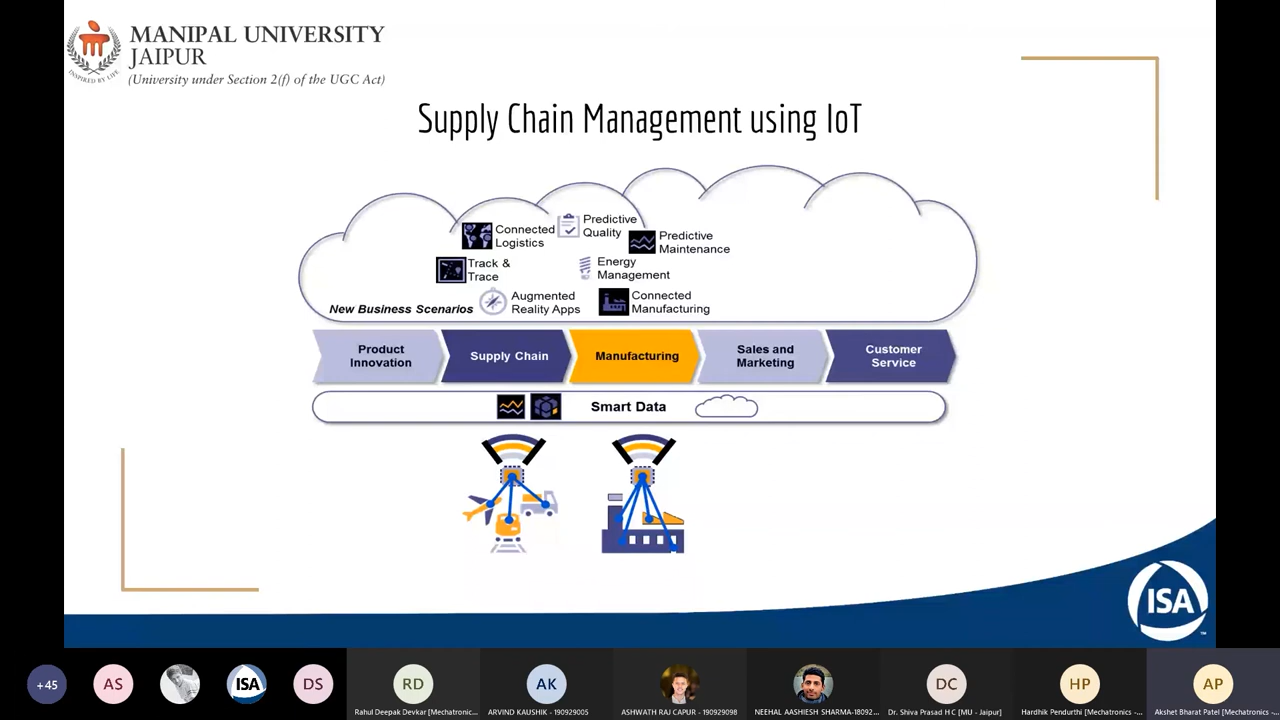 MANIPAL UNIVERSITY
JAIPUR
(University under Section 2(f) of the UGC Act)
INSPIRED BY LIFE
Supply Chain Management using IoT
Connected
Logistics
Predictive
Quality
Predictive
Maintenance
Track &
Trace
Energy
Management
New Business Scenarios
Augmented
Reality Apps
Connected
Manufacturing
Product
Innovation
Supply Chain
Manufacturing
Sales and
Marketing
Customer
Service
Smart Data
ISA
TM
+45
AS
ISA
DS
RD
AK
DC
HP
AP
Rahul Deepak Devkar [Mechatronic...
ARVIND KAUSHIK - 190929005
ASHWATH RAJ CAPUR - 190929098
NEEHAL AASHIESH SHARMA-18092...
Dr. Shiva Prasad H C [MU - Jaipur]
Hardhik Pendurthi [Mechatronics -...
Akshet Bharat Patel [Mechatronics -...